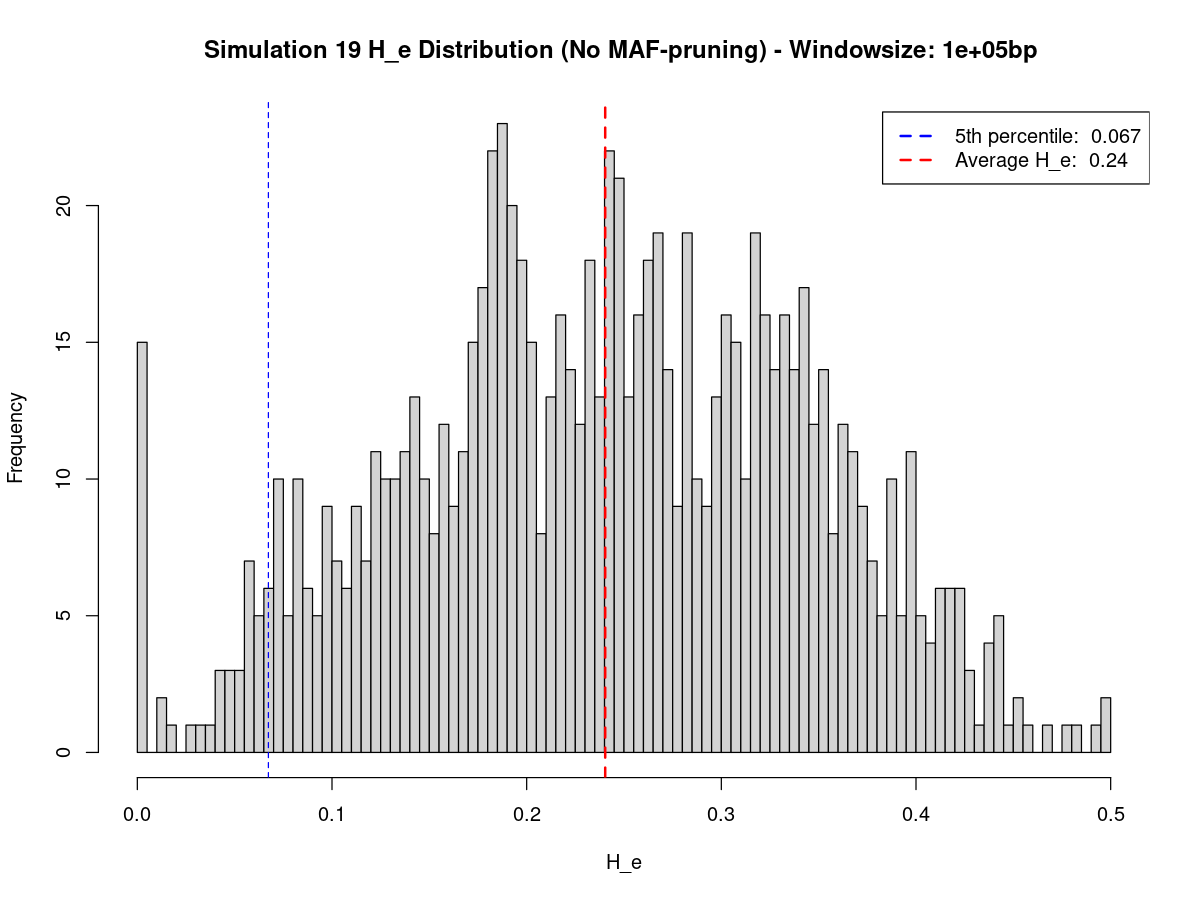 Simulation 19 H_e Distribution (No MAF-pruning) - Windowsize: 1e+05bp
5th percentile:  0.067
Average H_e:  0.24
Frequency
20
15
10
5
0
0.0 0.1 0.2 0.3 0.4 0.5
H_e